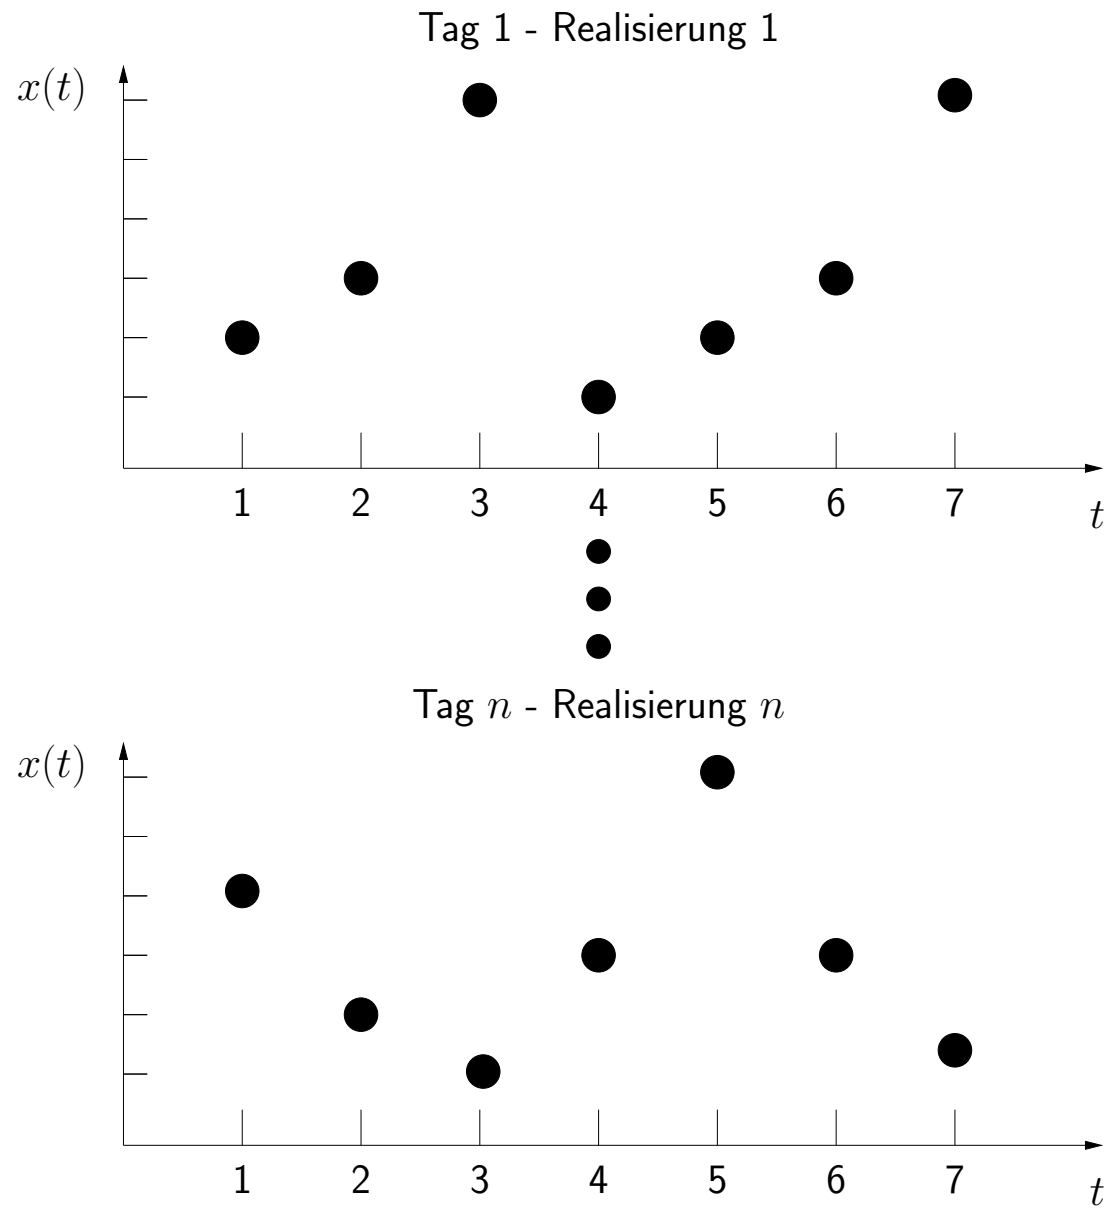 Tag 1 - Realisierung 1
x(t)
1 2 3 4 5 6 7
t
Tag n - Realisierung n
x(t)
1 2 3 4 5 6 7
t